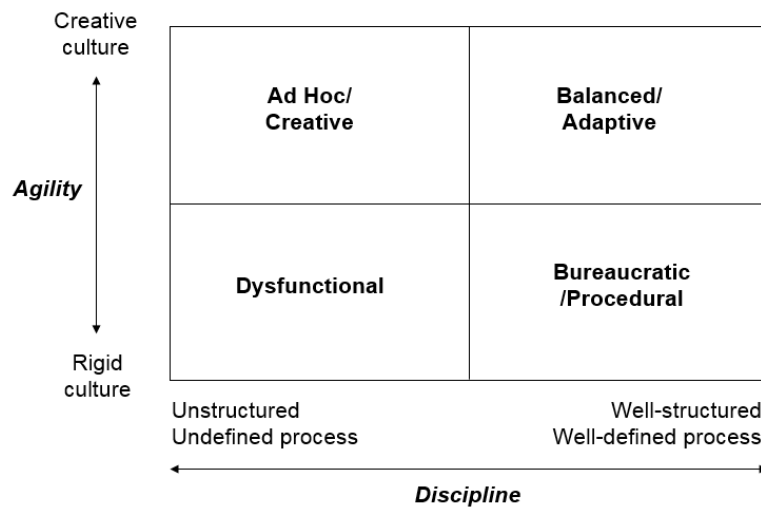 Creative
culture
Ad Hoc/
Creative
Balanced/
Adaptive
Agility
Dysfunctional
Bureaucratic
/Procedural
Rigid
culture
Unstructured
Undefined process
Well-structured
Well-defined process
Discipline